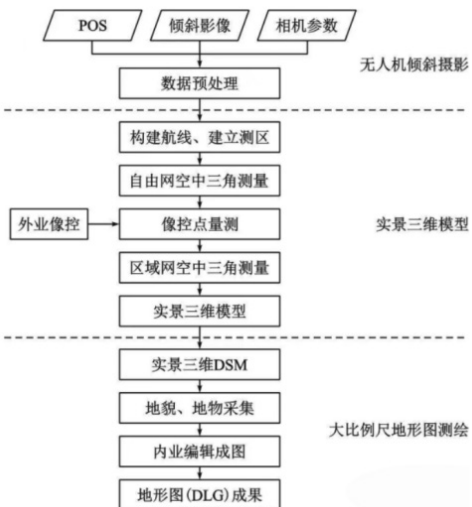 POS
倾斜影像
相机参数
无人机倾斜摄影
数据预处理
构建航线、建立测区
自由网空中三角测量
外业像控
像控点量测
实景三维模型
区域网空中三角测量
实景三维模型
实景三维DSM
地貌、地物采集
大比例尺地形图测绘
内业编辑成图
地形图(DLG)成果